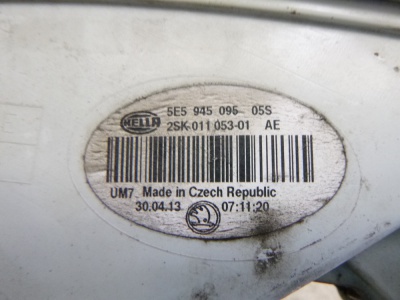 HELLA 5E5 945 095 05S
2SK-011 053-01 AE
UM7 Made in Czech Republic
30.04.13 07:11:20